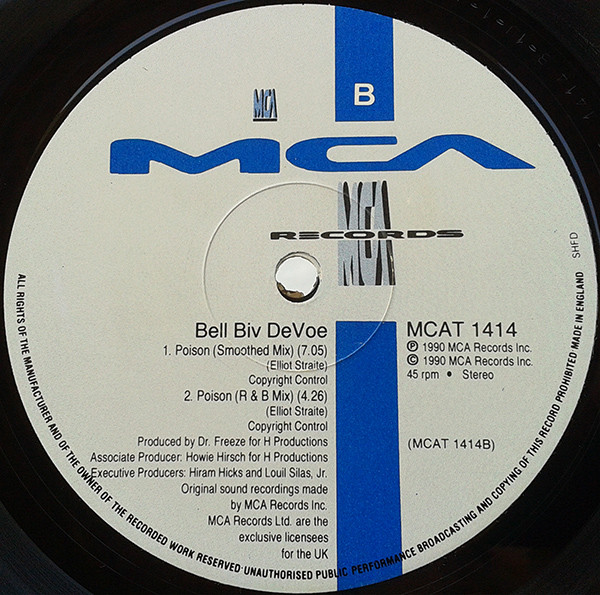 B
MCA
MCA
MCA
RECORDS
Bell Biv DeVoe
1. Poison (Smoothed Mix) (7.05)
(Elliot Straite)
Copyright Control
2. Poison (R & B Mix) (4.26)
(Elliot Straite)
Copyright Control
Produced by Dr. Freeze for H Productions
Associate Producer: Howie Hirsch for H Productions
Executive Producers: Hiram Hicks and Louil Silas, Jr.
Original sound recordings made
by MCA Records Inc.
MCA Records Ltd. are the
exclusive licensees
for the UK
MCAT 1414
℗ 1990 MCA Records Inc.
© 1990 MCA Records Inc.
45 rpm • Stereo
(MCAT 1414B)
SHFD
ALL RIGHTS OF THE MANUFACTURER AND OF THE OWNER OF THE RECORDED WORK RESERVED·UNAUTHORISED PUBLIC PERFORMANCE BROADCASTING AND COPYING OF THIS RECORD PROHIBITED MADE IN ENGLAND